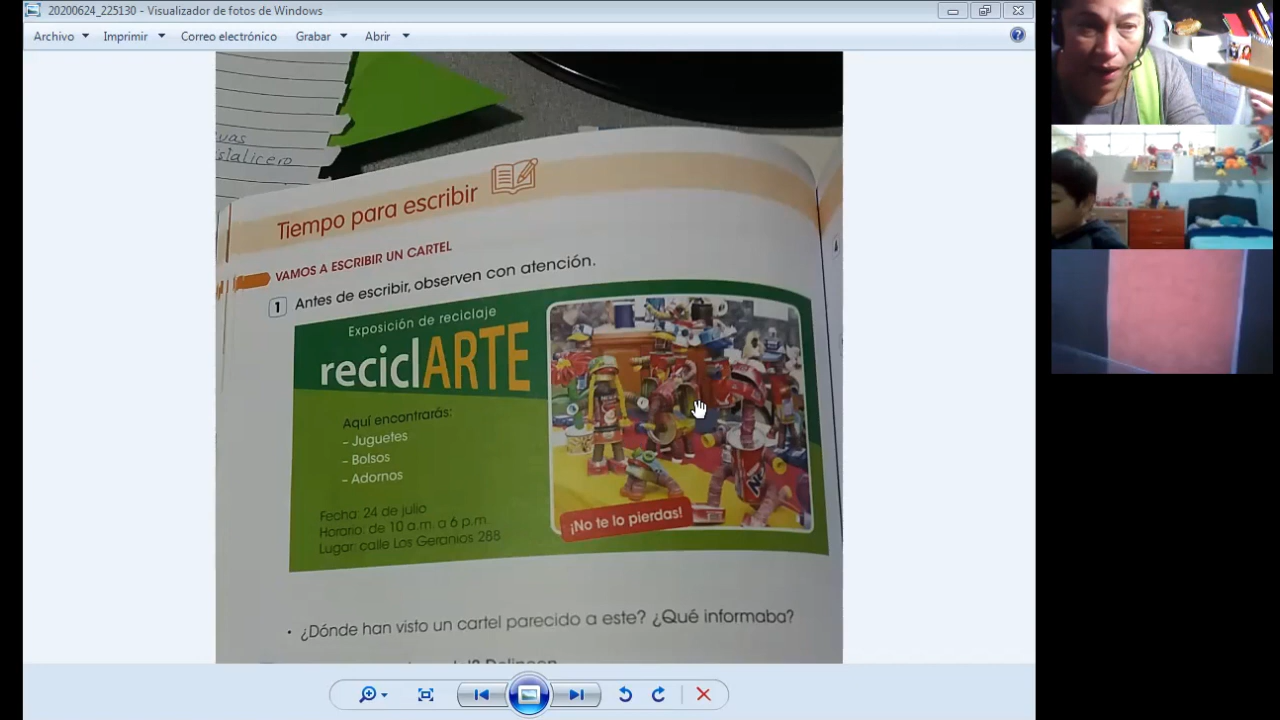 20200624_225130 - Visualizador de fotos de Windows
Archivo Imprimir Correo electrónico Grabar Abrir
Tiempo para escribir
VAMOS A ESCRIBIR UN CARTEL
1 Antes de escribir, observen con atención.
Exposición de reciclaje
reciclARTE
Aquí encontrarás:
- Juguetes
- Bolsos
- Adornos
Fecha: 24 de julio
Horario: de 10 a.m. a 6 p.m.
Lugar: calle Los Geranios 288
¡No te lo pierdas!
• ¿Dónde han visto un cartel parecido a este? ¿Qué informaba?